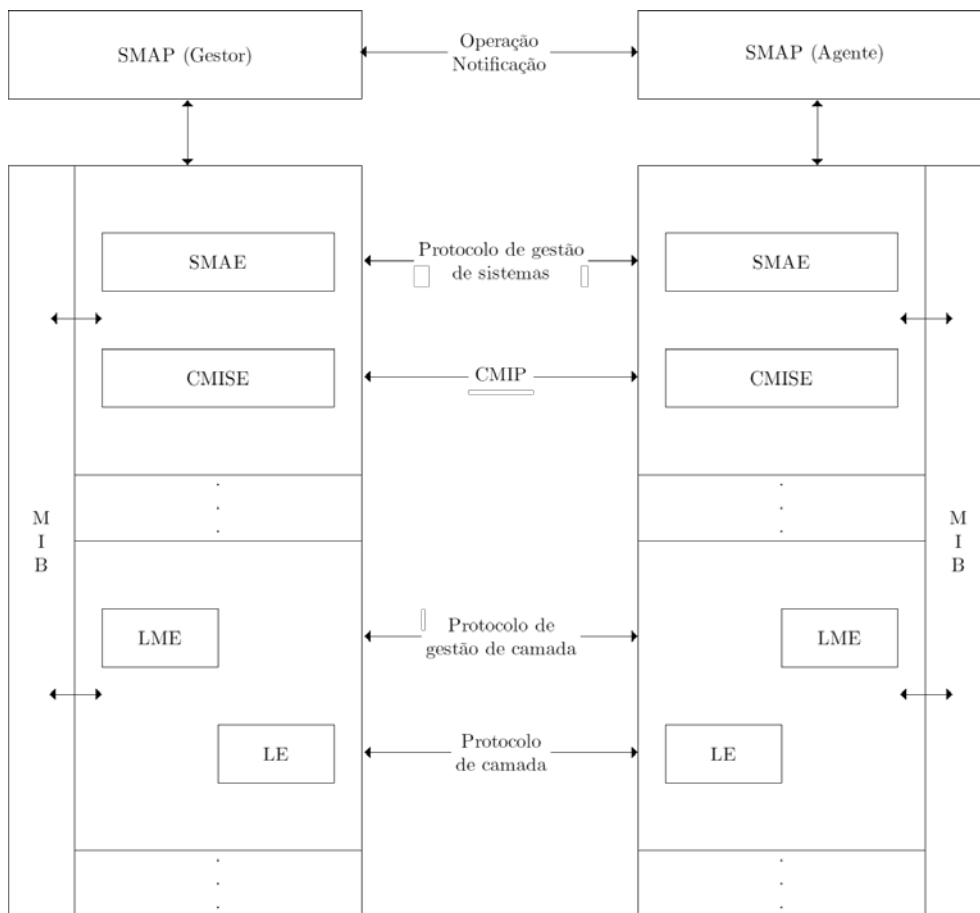 SMAP (Gestor)
Operação
Notificação
SMAP (Agente)
SMAE
Protocolo de gestão
de sistemas
SMAE
CMISE
CMIP
CMISE
M
I
B
M
I
B
LME
Protocolo de
gestão de camada
LME
LE
Protocolo
de camada
LE